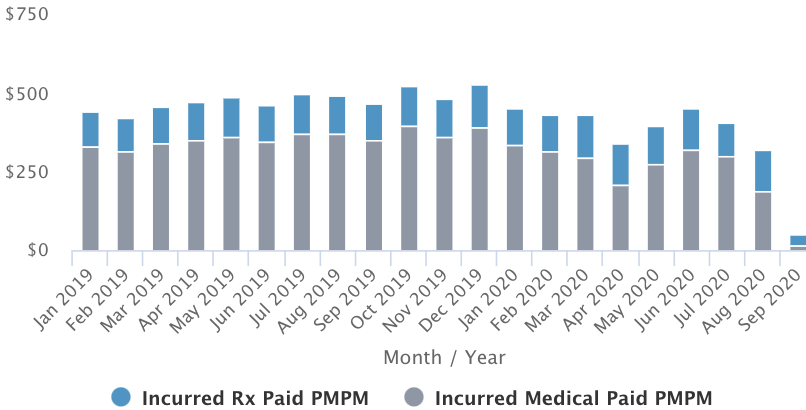 $750
$500
$250
$0
Jan 2019
Feb 2019
Mar 2019
Apr 2019
May 2019
Jun 2019
Jul 2019
Aug 2019
Sep 2019
Oct 2019
Nov 2019
Dec 2019
Jan 2020
Feb 2020
Mar 2020
Apr 2020
May 2020
Jun 2020
Jul 2020
Aug 2020
Sep 2020
Month / Year
Incurred Rx Paid PMPM
Incurred Medical Paid PMPM